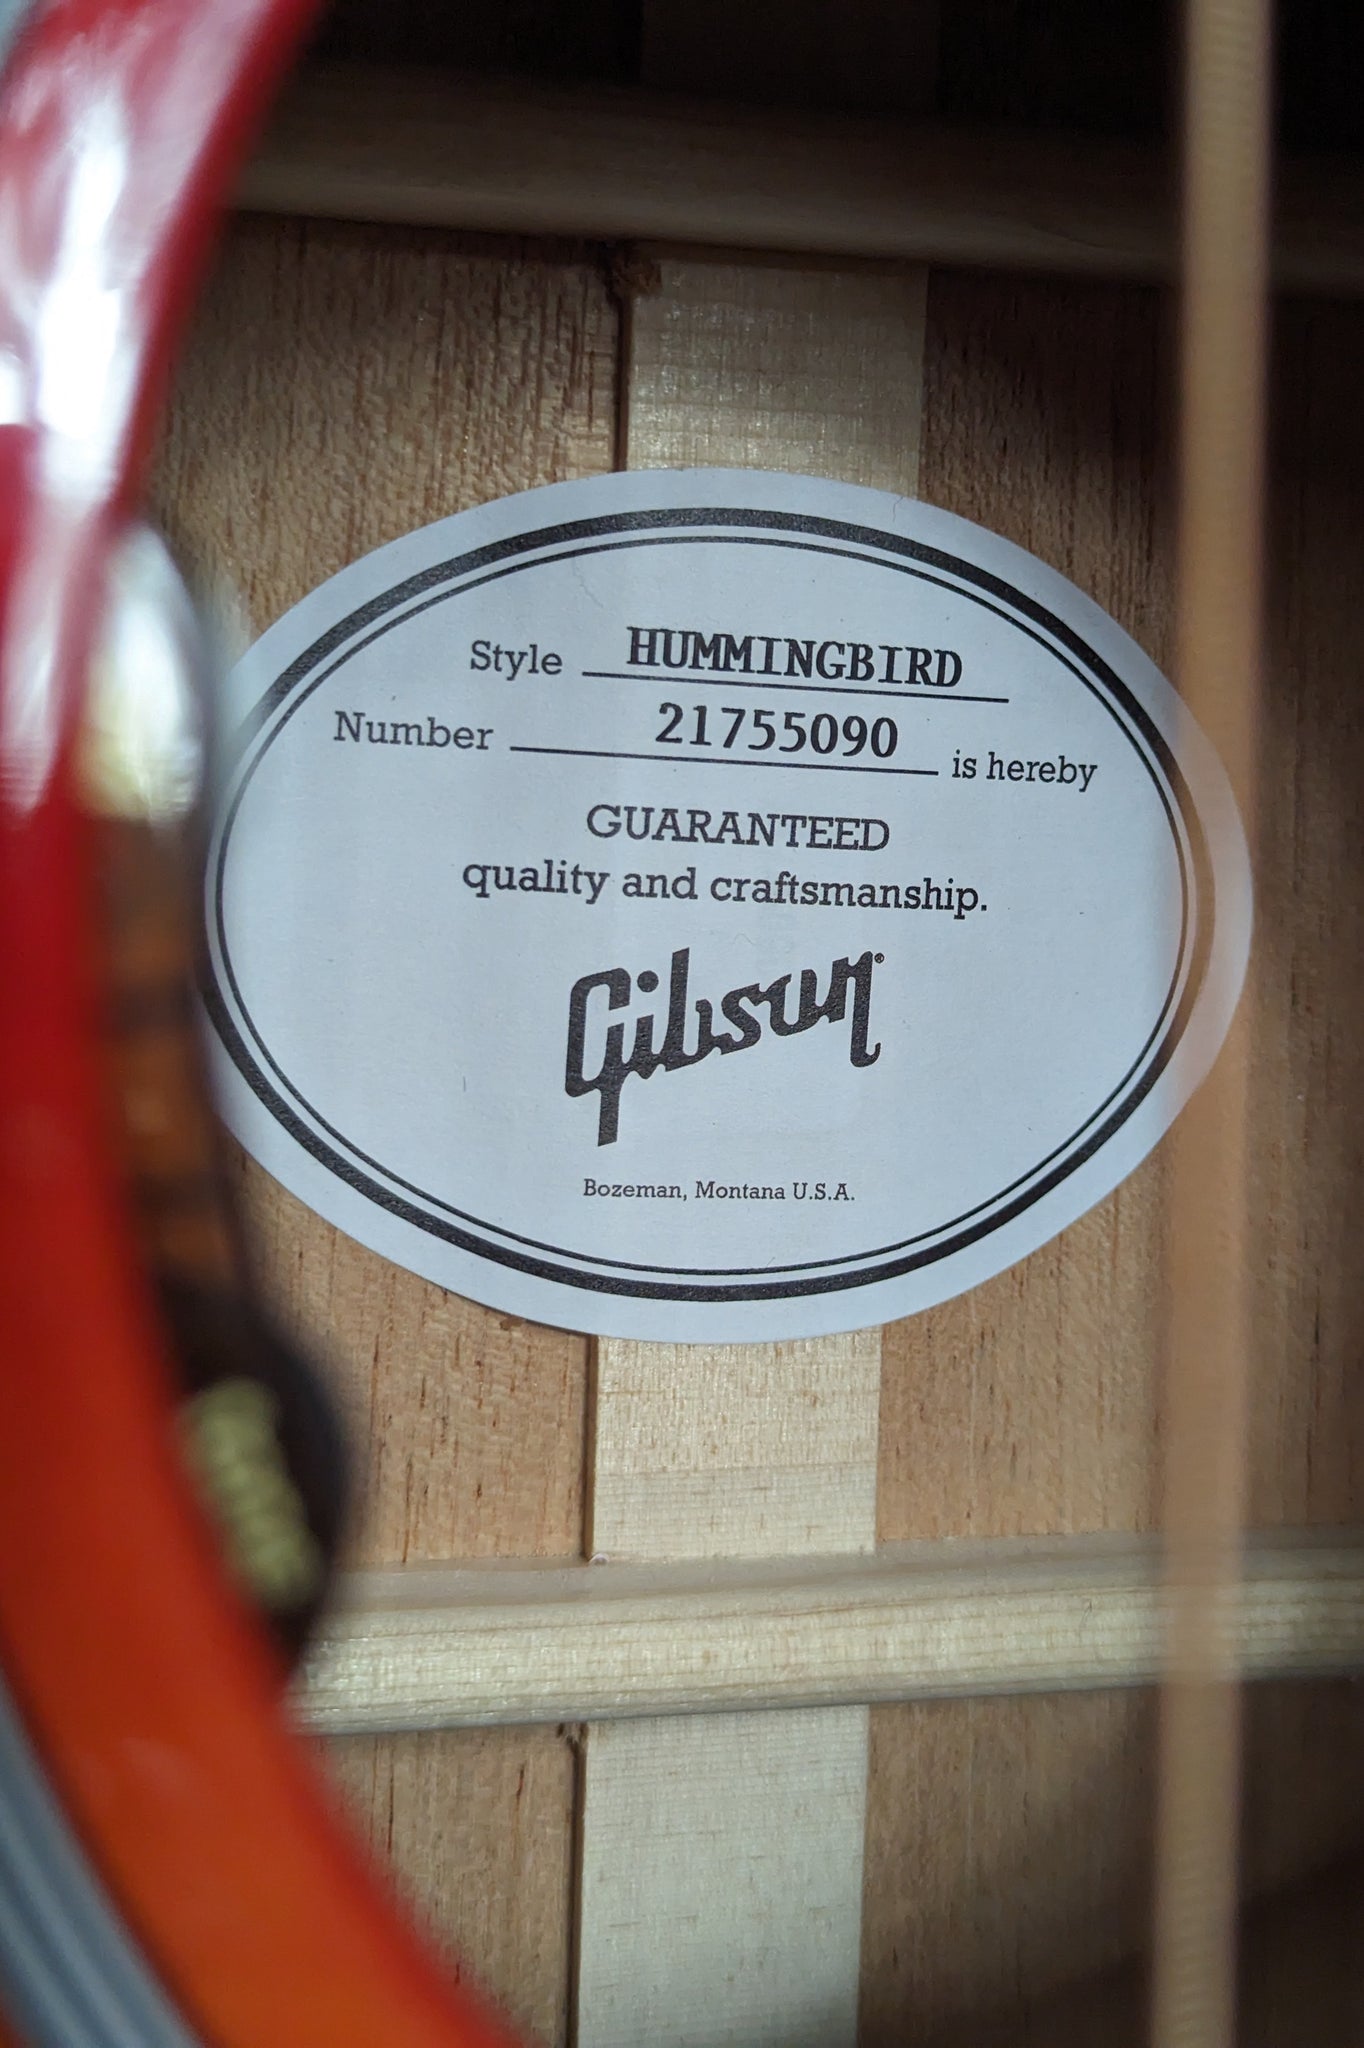 Style HUMMINGBIRD
Number 21755090 is hereby
GUARANTEED
quality and craftsmanship.
Gibson®
Bozeman, Montana U.S.A.